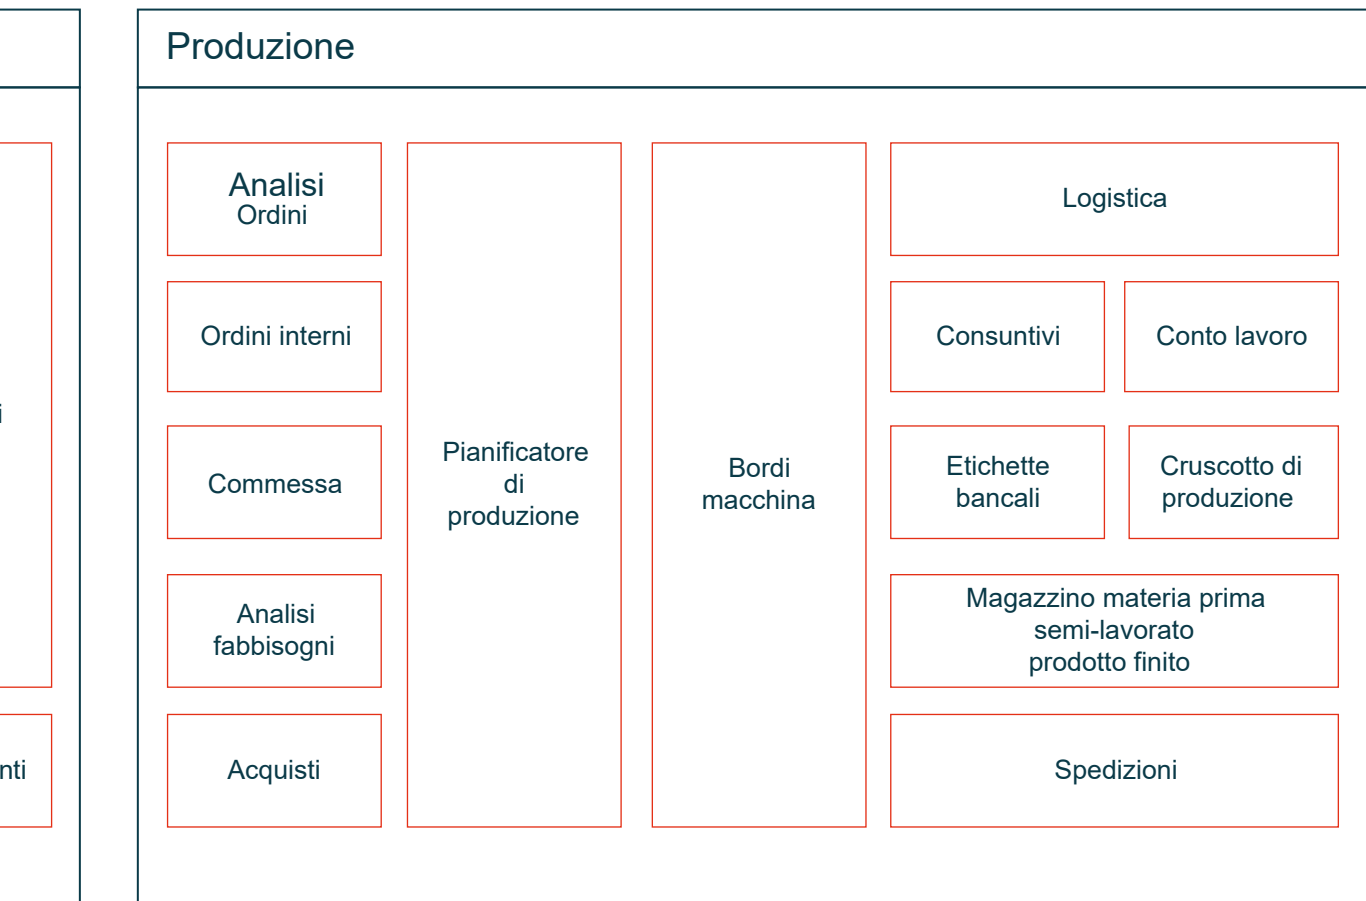 Produzione
Analisi
Ordini
Ordini interni
Commessa
Analisi
fabbisogni
Acquisti
Pianificatore
di
produzione
Bordi
macchina
Logistica
Consuntivi
Conto lavoro
Etichette
bancali
Cruscotto di
produzione
Magazzino materia prima
semi-lavorato
prodotto finito
Spedizioni